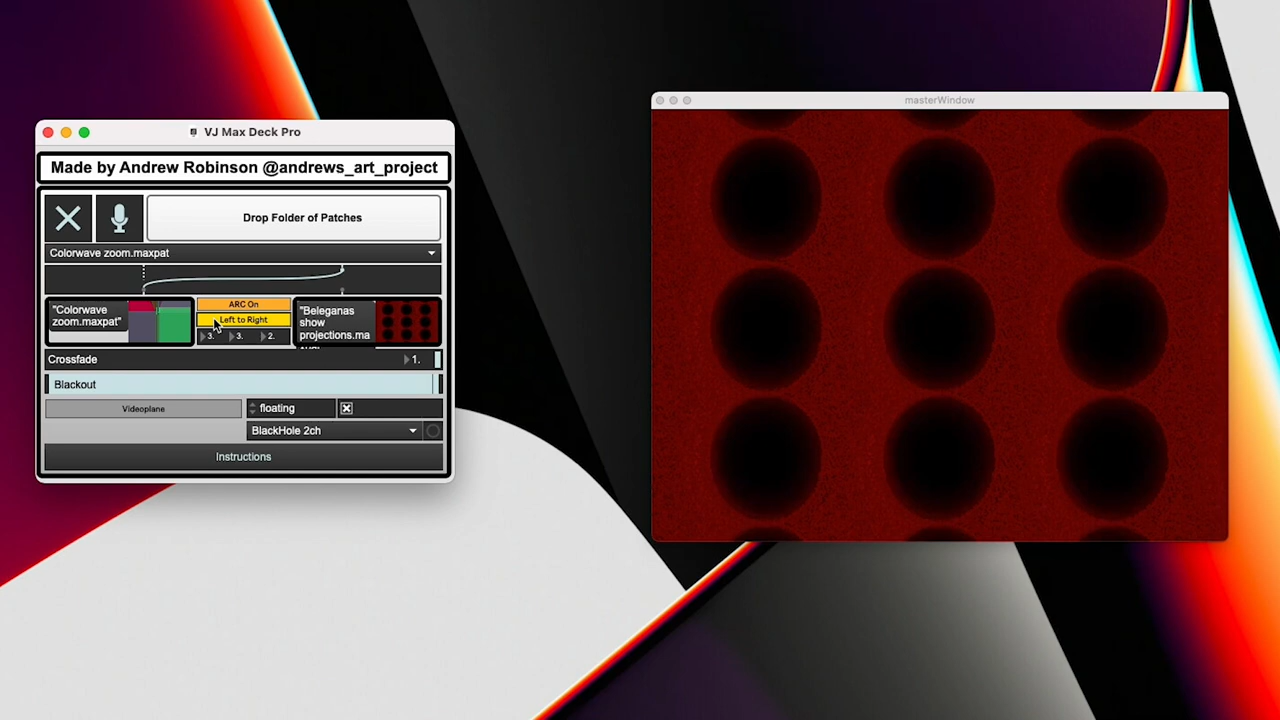 VJ Max Deck Pro
Made by Andrew Robinson @andrews_art_project
Drop Folder of Patches
Colorwave zoom.maxpat
"Colorwave
zoom.maxpat"
ARC On
Left to Right
3. 3. 2.
"Beleganas
show
projections.ma
Crossfade 1.
Blackout
Videoplane
floating
BlackHole 2ch
Instructions
masterWindow